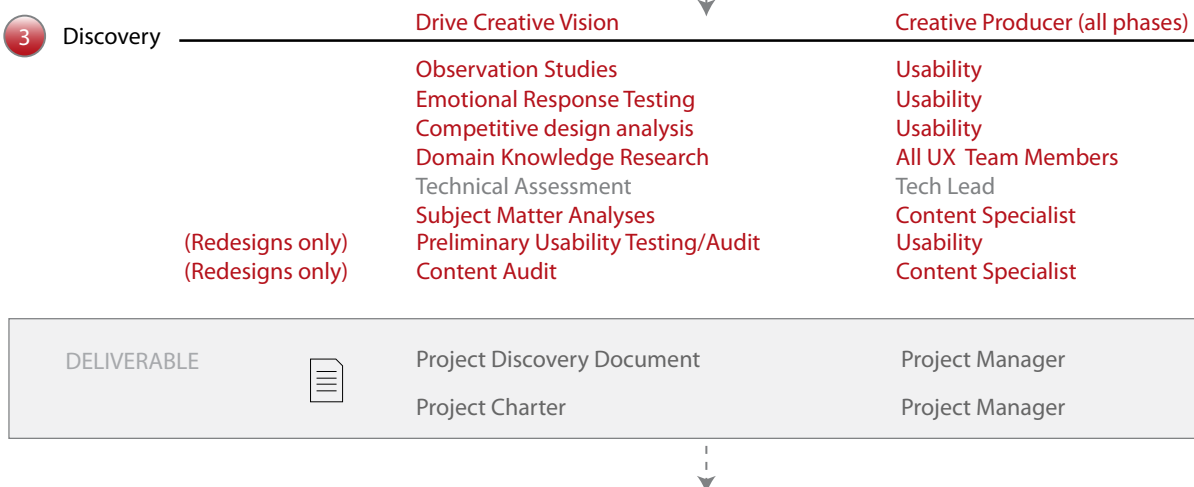 Drive Creative Vision Creative Producer (all phases)
3 Discovery
Observation Studies Usability
Emotional Response Testing Usability
Competitive design analysis Usability
Domain Knowledge Research All UX Team Members
Technical Assessment Tech Lead
Subject Matter Analyses Content Specialist
(Redesigns only) Preliminary Usability Testing/Audit Usability
(Redesigns only) Content Audit Content Specialist
DELIVERABLE Project Discovery Document Project Manager
Project Charter Project Manager